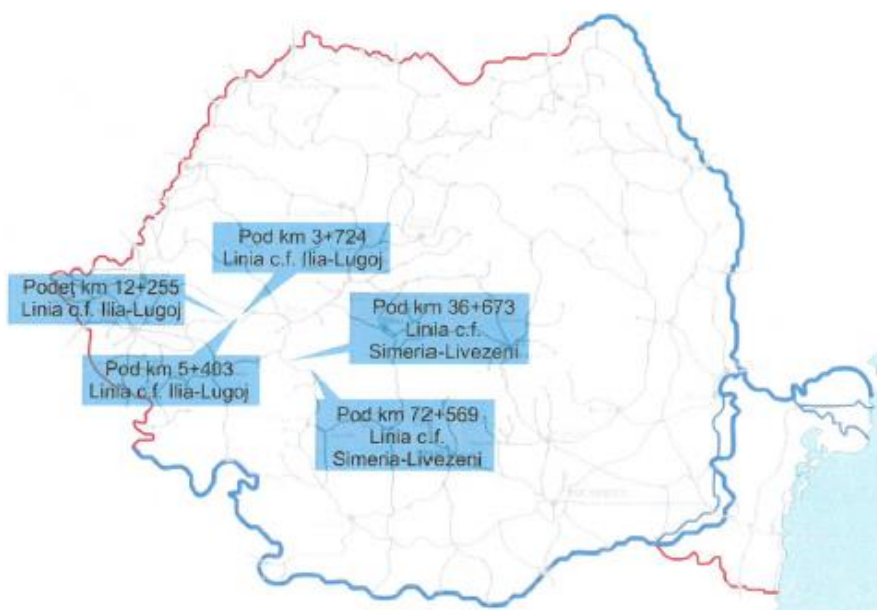 Pod km 3+724
Linia c.f. Ilia-Lugoj
Podeţ km 12+255
Linia c.f. Ilia-Lugoj
Pod km 36+673
Linia c.f.
Simeria-Livezeni
Pod km 5+403
Linia c.f. Ilia-Lugoj
Pod km 72+569
Linia c.f.
Simeria-Livezeni